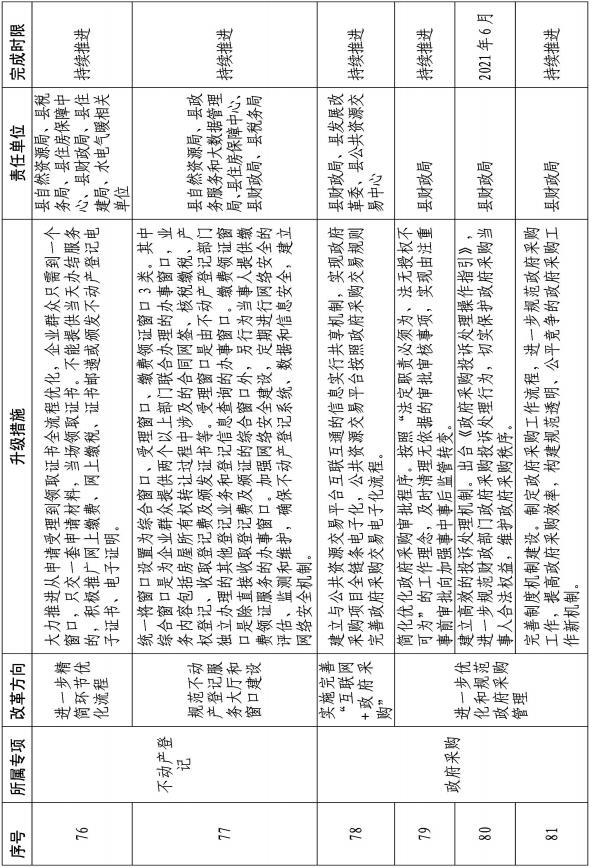 序号
所属专项
改革方向
升级措施
责任单位
完成时限
76
不动产登
记
进一步精
简环节优
化流程
大力推进从申请受理到领取证书全流程优化，企业群众只需到一个
窗口，只交一套申请材料，当场领取证书。不能提供当天办结服务
的，积极推广网上缴费、网上缴税、证书邮递或颁发不动产登记电
子证书、电子证明。
县自然资源局、县税
务局、县住房保障中
心、县财政局、县住
建局、水电气暖相关
单位
持续推进
77
规范不动
产登记服
务大厅和
窗口建设
统一将窗口设置为综合窗口、受理窗口、缴费领证窗口 3 类。其中
综合窗口是为企业群众提供两个以上部门联合办理的办事窗口，业
务内容包括房屋所有权转让过程中涉及的合同网签、核税缴税、产
权登记、收取登记费及颁发证书等。受理窗口是由不动产登记部门
独立办理的其他登记业务和登记信息查询的办事窗口。缴费领证窗
口是除直接收取登记费及颁证的综合窗口外，另行为当事人提供缴
费领证服务的办事窗口。加强网络安全建设，定期进行网络安全的
评估、监测和维护，确保不动产登记系统、数据和信息安全，建立
网络安全机制。
县自然资源局、县政
务服务和大数据管理
局、县住房保障中心、
县财政局、县税务局
持续推进
78
政府采购
实施完善
“互联网
+政府采
购”
建立与公共资源交易平台互联互通的信息实行共享机制，实现政府
采购项目全链条电子化，公共资源交易平台按照政府采购交易规则
完善政府采购交易电子化流程。
县财政局、县发展改
革委、县公共资源交
易中心
持续推进
79
进一步优
化和规范
政府采购
管理
简化优化政府采购审批程序。按照“法定职责必须为、法无授权不
可为”的工作理念，及时清理无依据的审批审核事项，实现由注重
事前审批向加强事中事后监管转变。
县财政局
持续推进
80
建立高效的投诉处理机制。出台《政府采购投诉处理操作指引》，
进一步规范财政部门政府采购投诉处理行为，切实保护政府采购当
事人合法权益，维护政府采购秩序。
县财政局
2021 年 6 月
81
完善制度机制建设。制定政府采购工作流程，进一步规范政府采购
工作，提高政府采购效率，构建规范透明、公平竞争的政府采购工
作新机制。
县财政局
持续推进